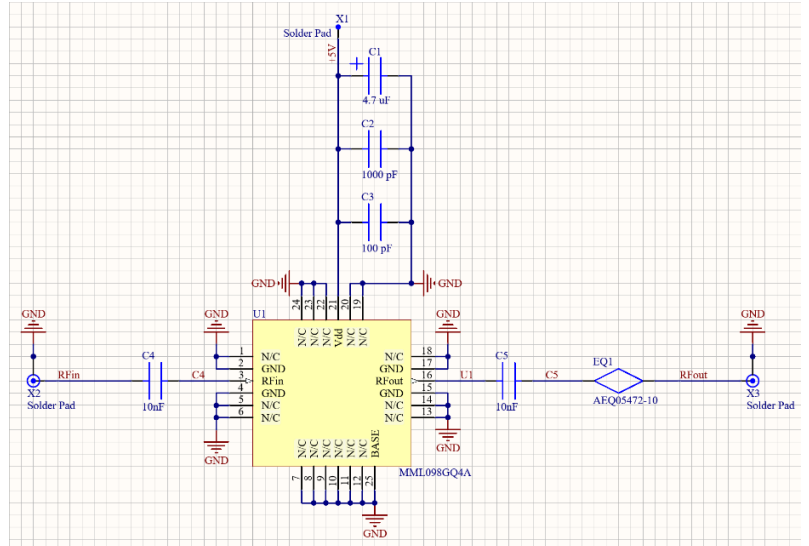 X1
Solder Pad
+5V
C1
+
4.7 uF
C2
1000 pF
C3
100 pF
GND
GND
24
23
22
21
20
19
U1
N/C
N/C
N/C
Vdd
N/C
N/C
GND
GND
GND
GND
X2
Solder Pad
RFin
C4
10nF
C4
1
2
3
4
5
6
N/C
GND
RFin
GND
N/C
N/C
N/C
GND
RFout
GND
N/C
N/C
18
17
16
15
14
13
U1
C5
10nF
C5
EQ1
AEQ05472-10
RFout
X3
Solder Pad
GND
GND
N/C
N/C
N/C
N/C
N/C
N/C
BASE
MML098GQ4A
7
8
9
10
11
12
25
GND